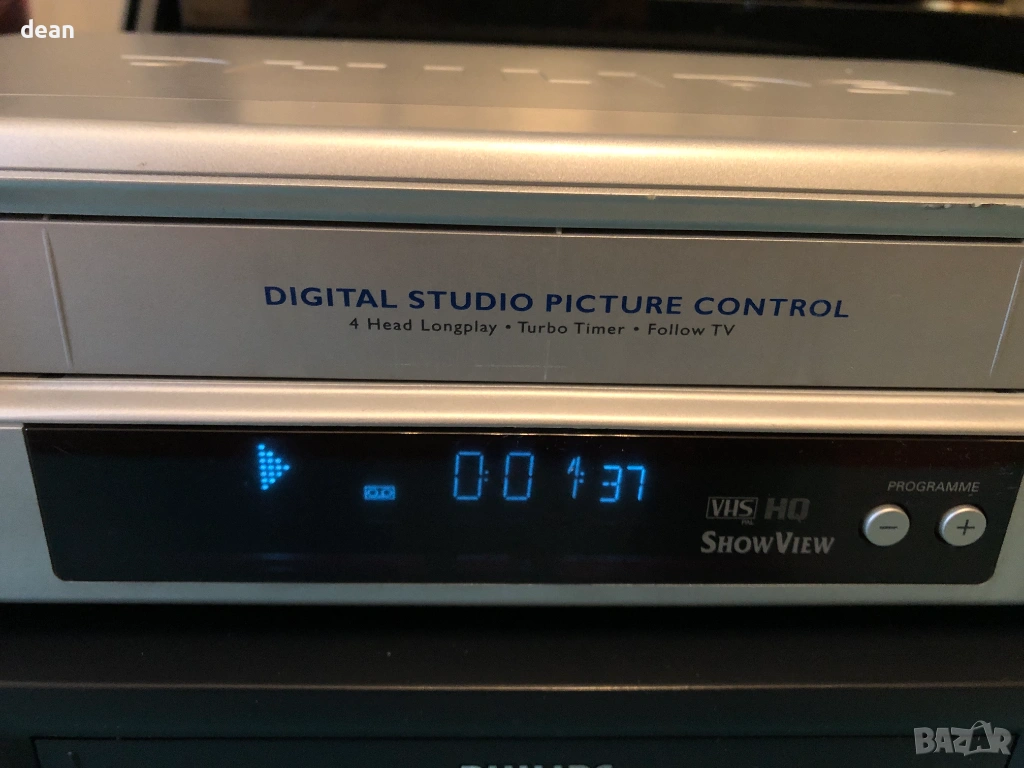 dean
DIGITAL STUDIO PICTURE CONTROL
4 Head Longplay • Turbo Timer • Follow TV
0:01:37
PROGRAMME
VHS HQ
PAL
SHOWVIEW
− +
BAZAR